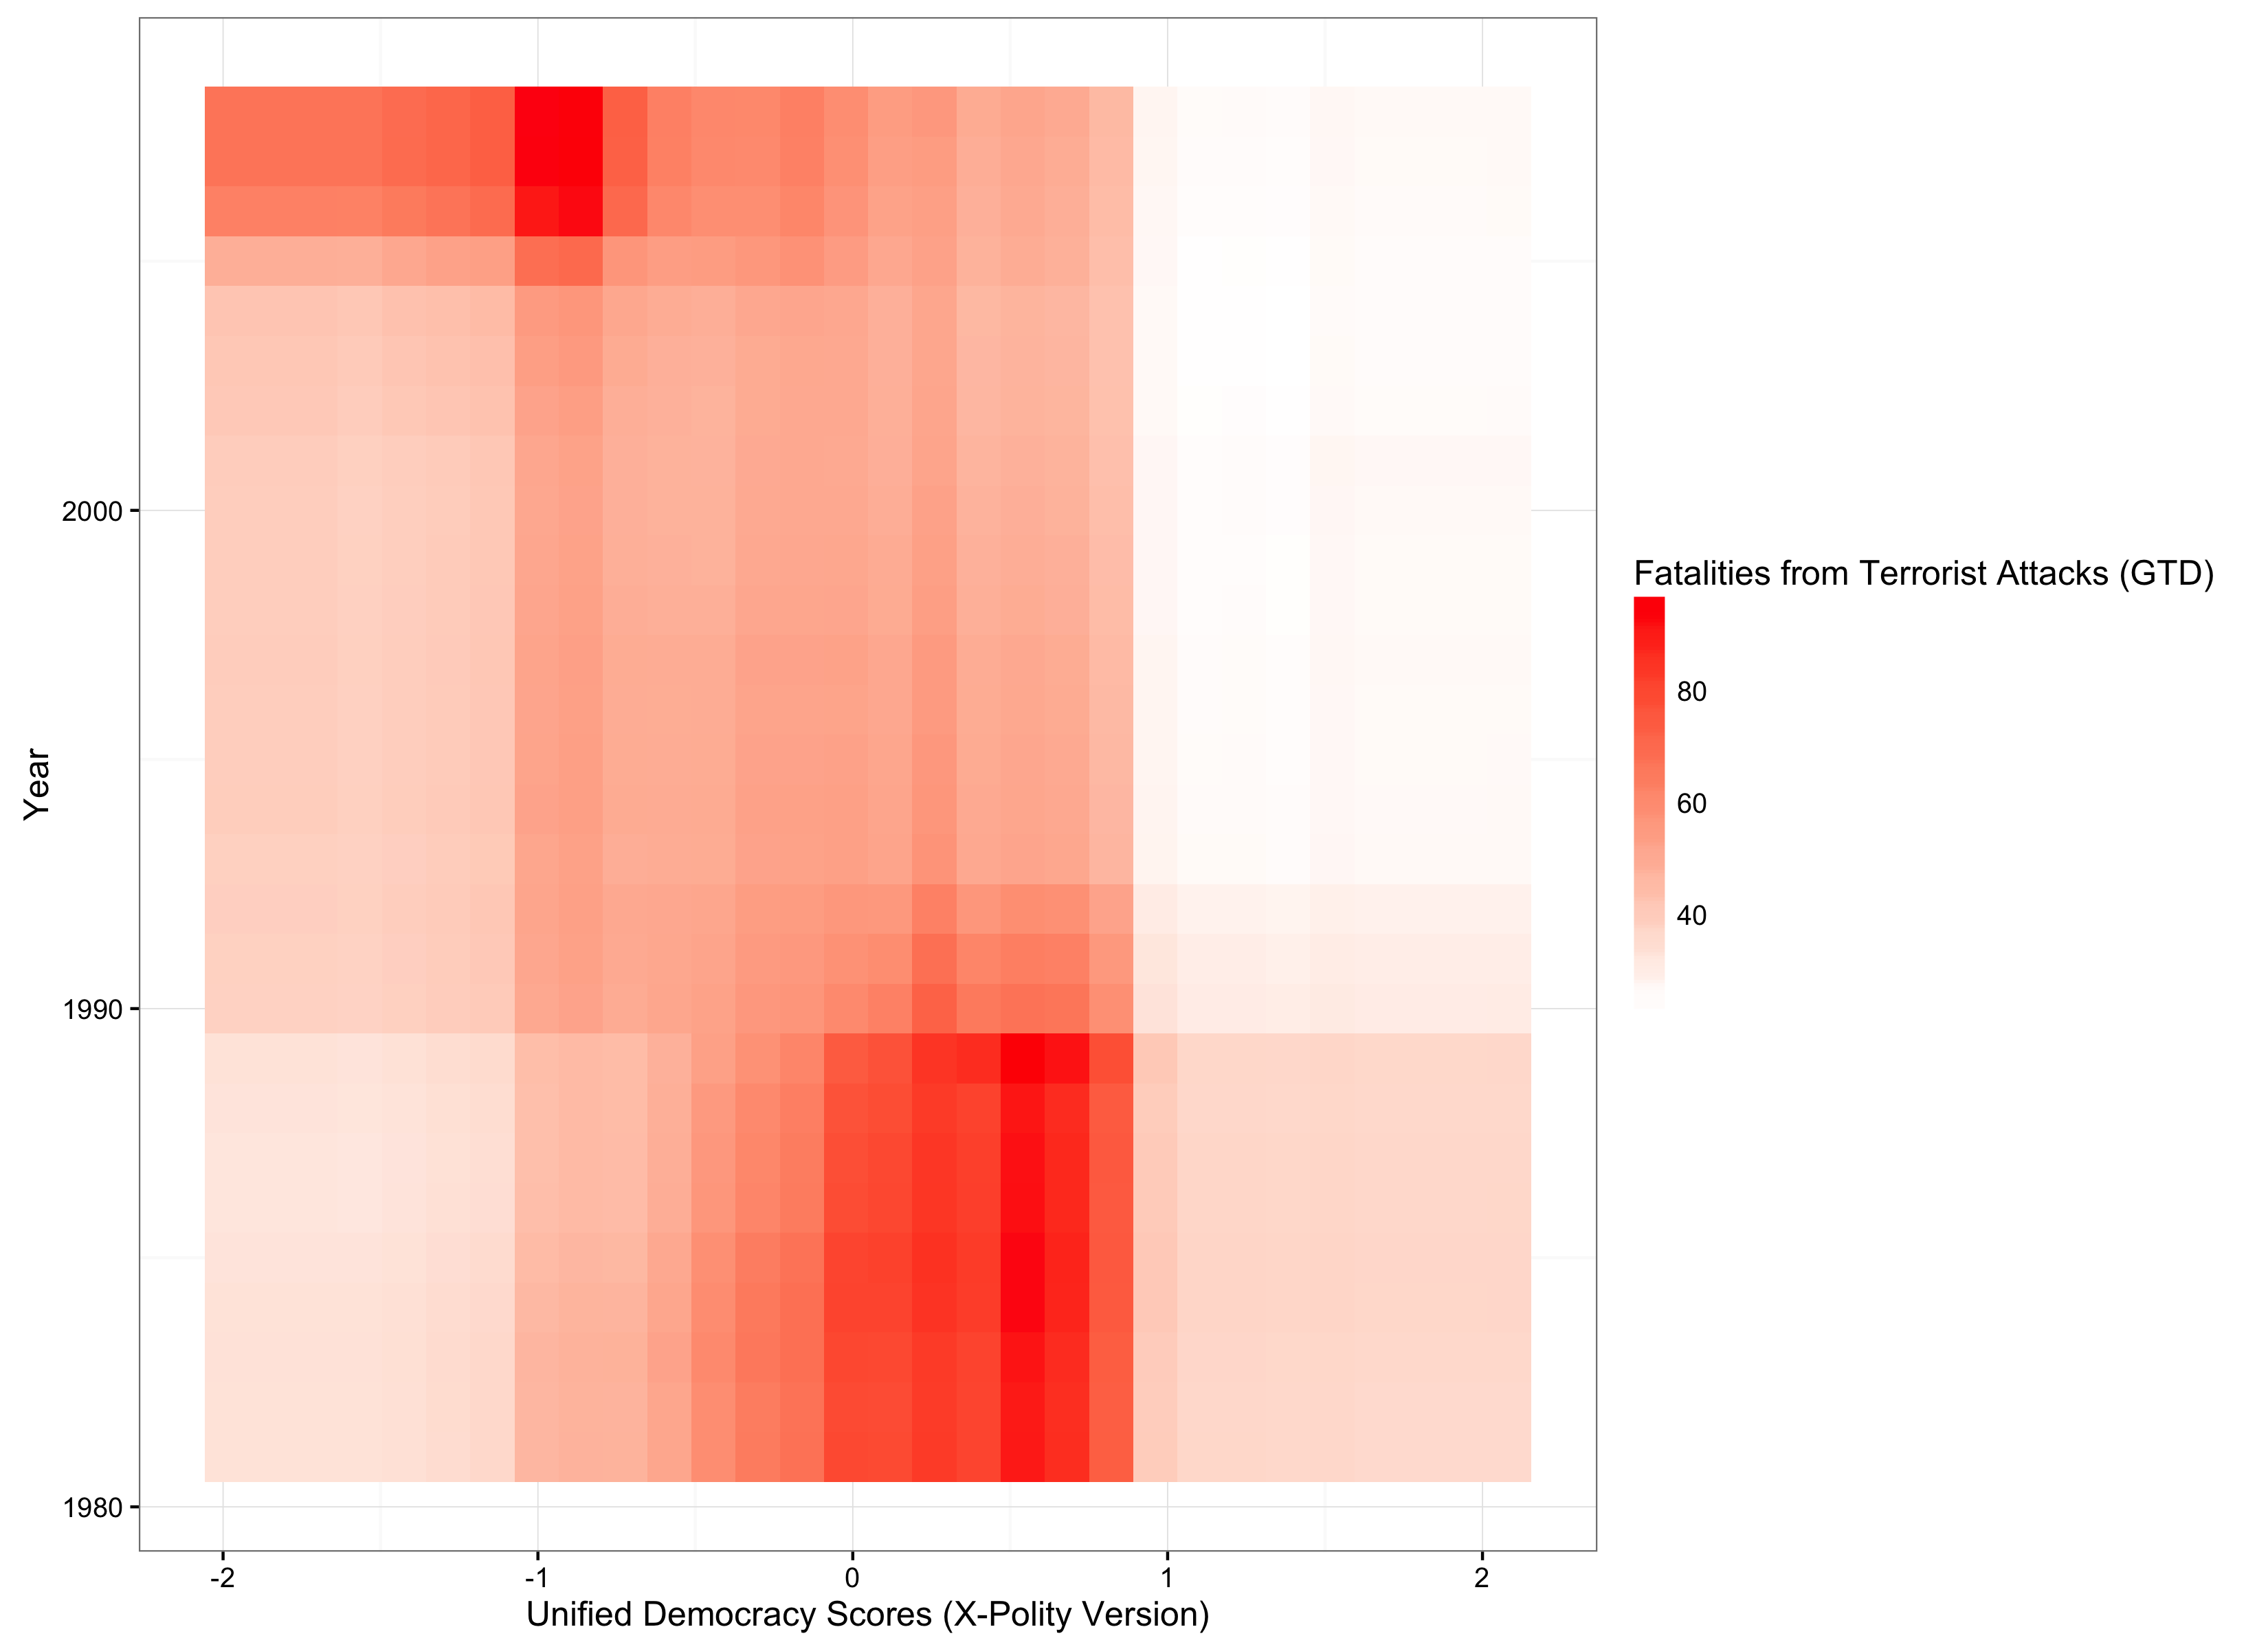 2000
1990
1980
Year
-2 -1 0 1 2
Unified Democracy Scores (X-Polity Version)
Fatalities from Terrorist Attacks (GTD)
80
60
40